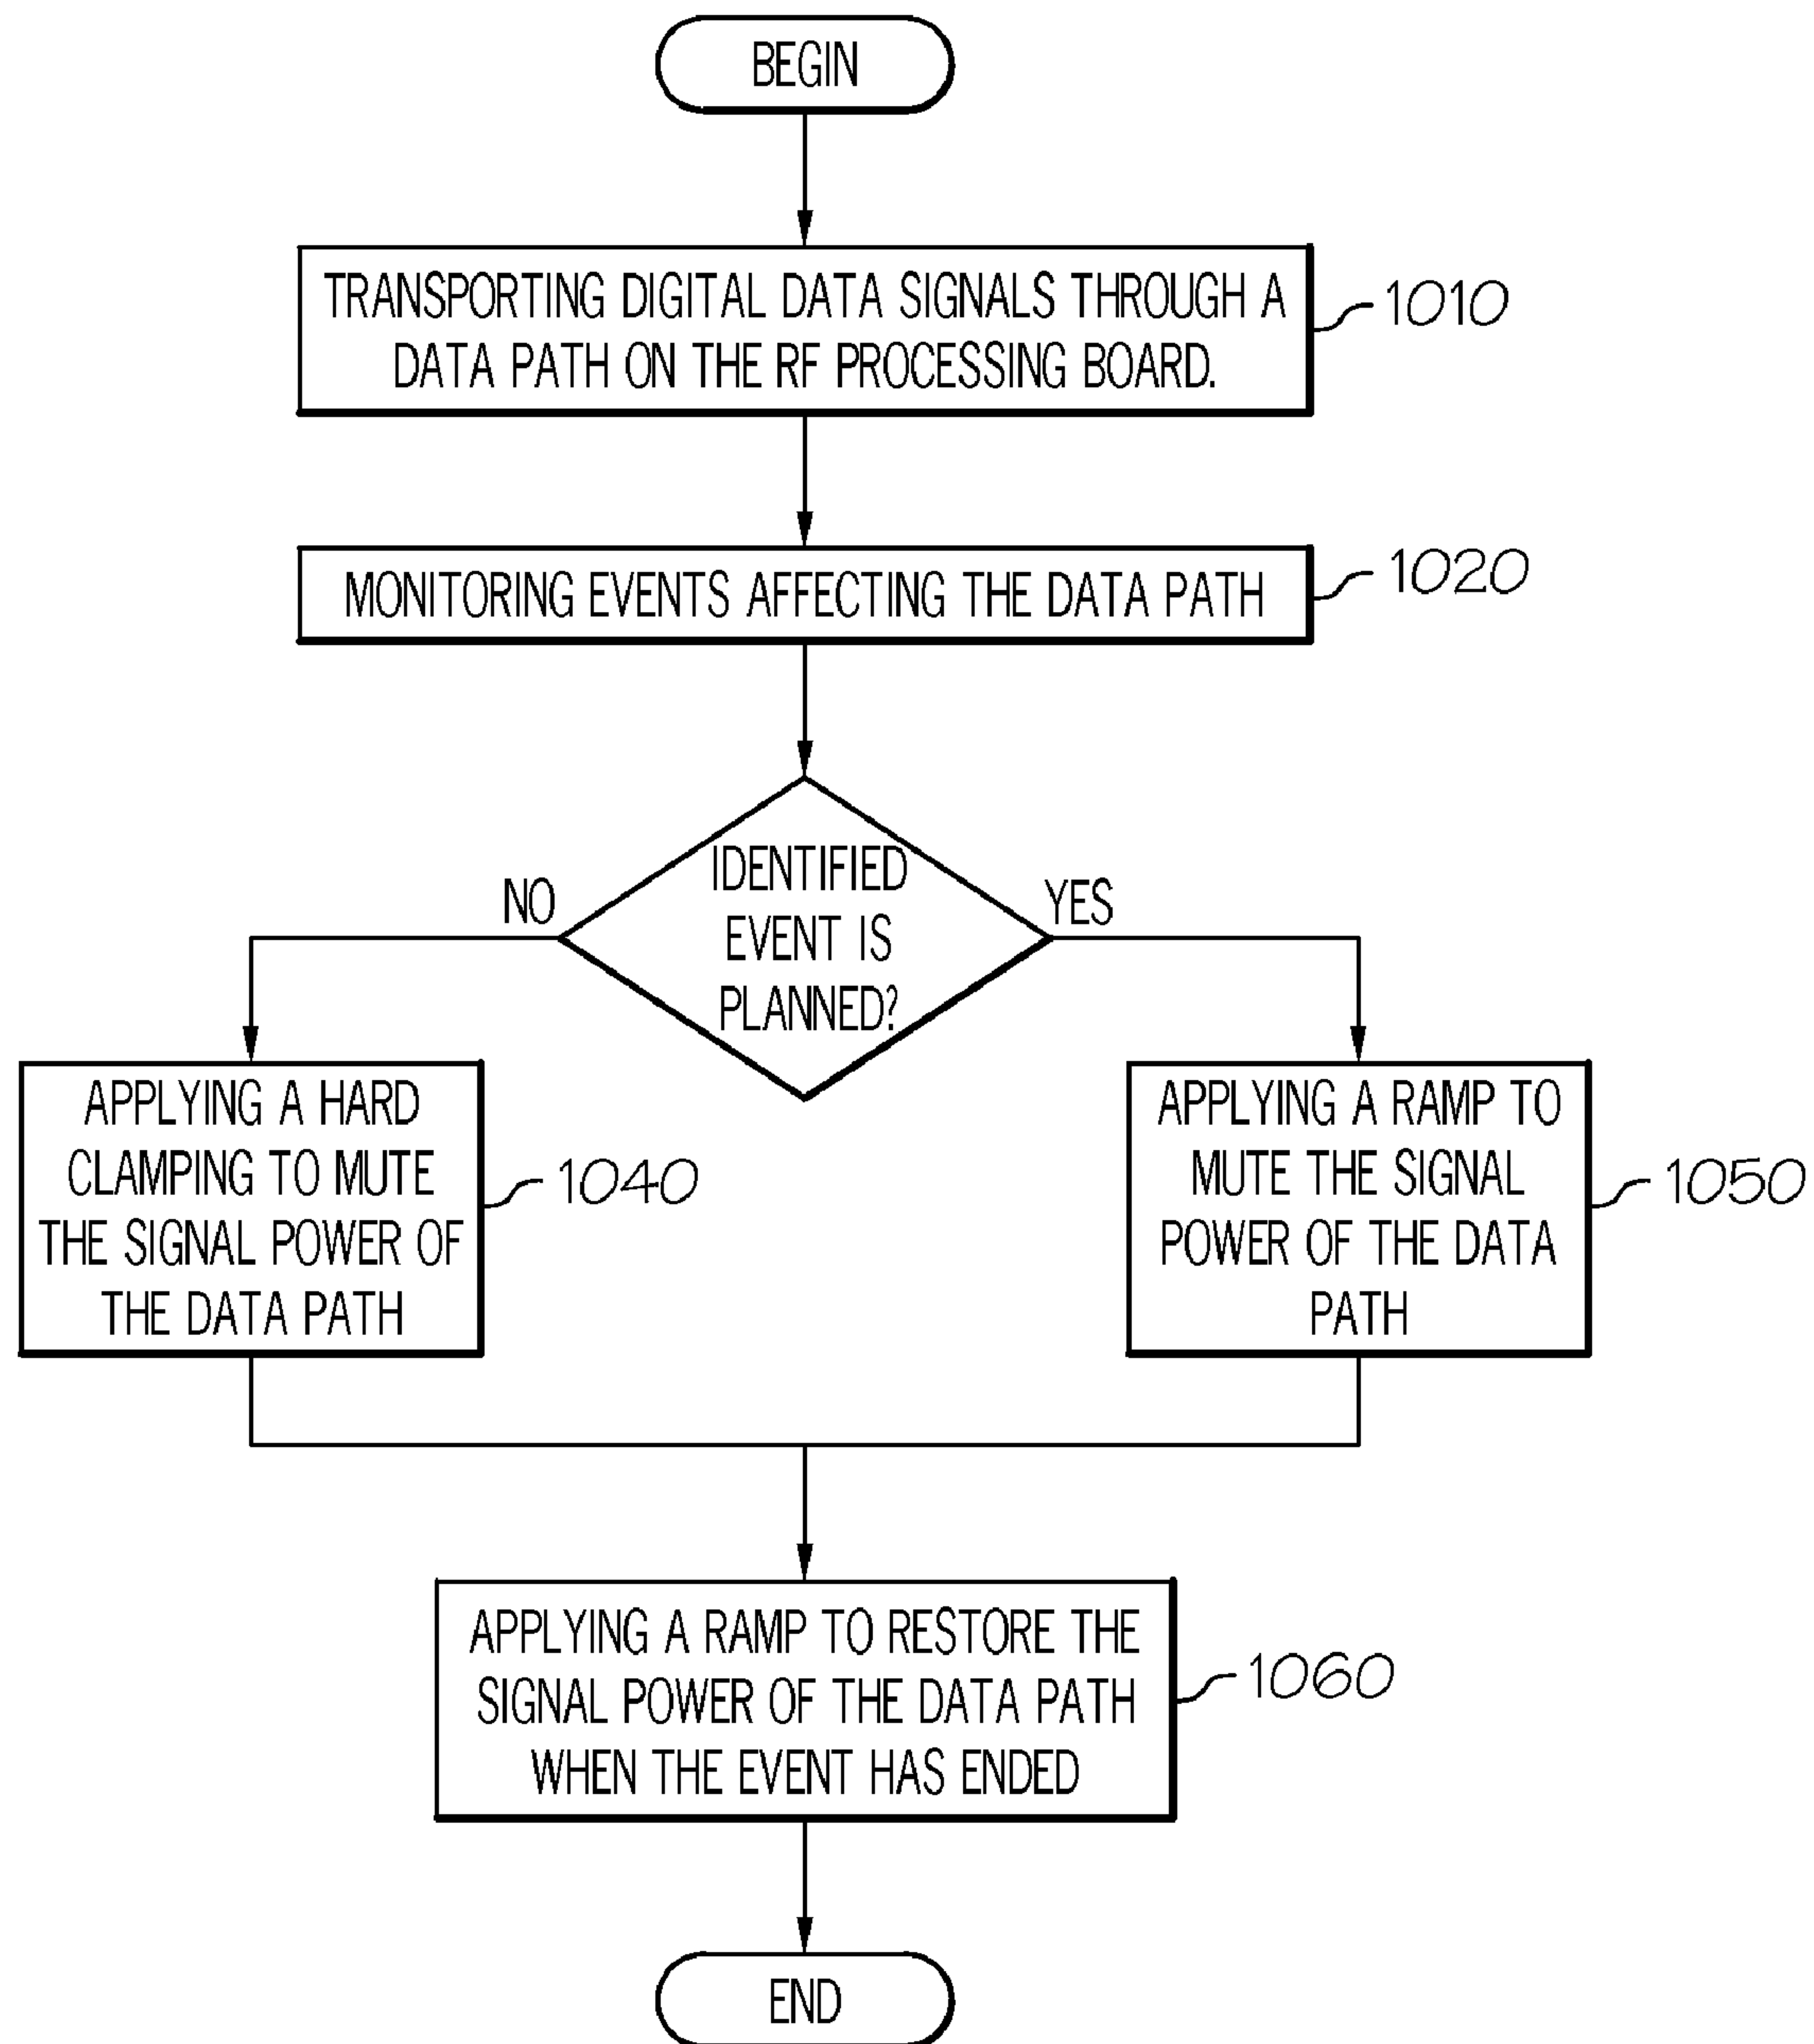 BEGIN
TRANSPORTING DIGITAL DATA SIGNALS THROUGH A
DATA PATH ON THE RF PROCESSING BOARD.
1010
MONITORING EVENTS AFFECTING THE DATA PATH
1020
IDENTIFIED
EVENT IS
PLANNED?
NO
YES
APPLYING A HARD
CLAMPING TO MUTE
THE SIGNAL POWER OF
THE DATA PATH
1040
APPLYING A RAMP TO
MUTE THE SIGNAL
POWER OF THE DATA
PATH
1050
APPLYING A RAMP TO RESTORE THE
SIGNAL POWER OF THE DATA PATH
WHEN THE EVENT HAS ENDED
1060
END